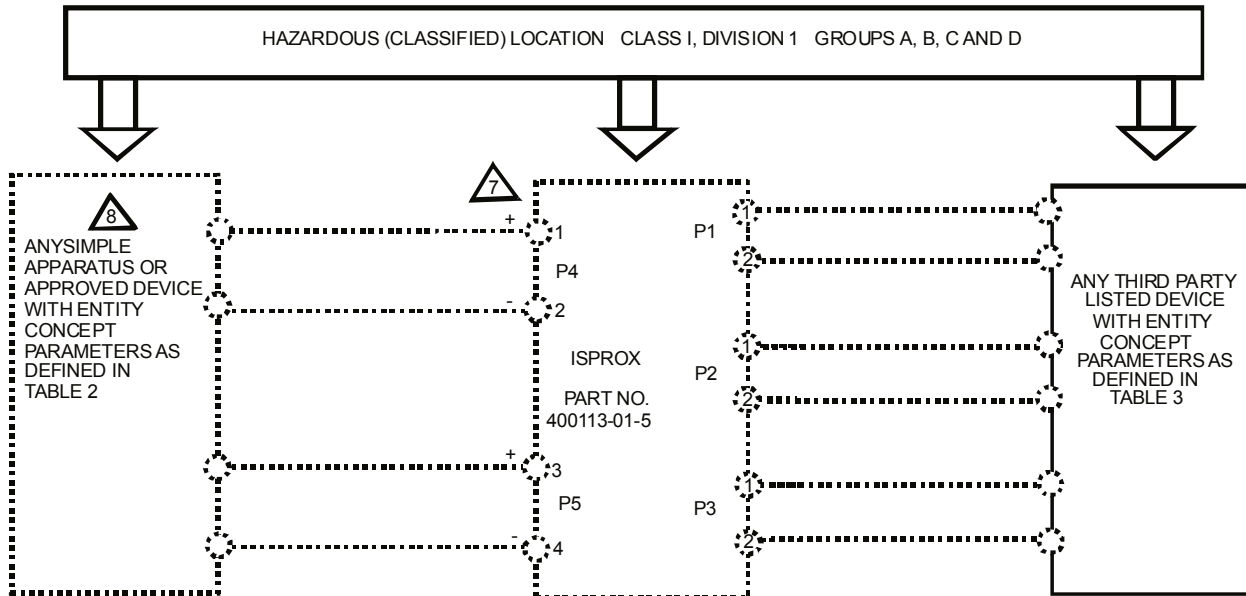 HAZARDOUS (CLASSIFIED) LOCATION CLASS I, DIVISION 1 GROUPS A, B, C AND D
8
ANYSIMPLE
APPARATUS OR
APPROVED DEVICE
WITH ENTITY
CONCEPT
PARAMETERS AS
DEFINED IN
TABLE 2
7
+
1
P4
-
2
ISPROX
PART NO.
400113-01-5
+
3
P5
-
4
1
P1
2
1
P2
2
1
P3
2
ANY THIRD PARTY
LISTED DEVICE
WITH ENTITY
CONCEPT
PARAMETERS AS
DEFINED IN
TABLE 3